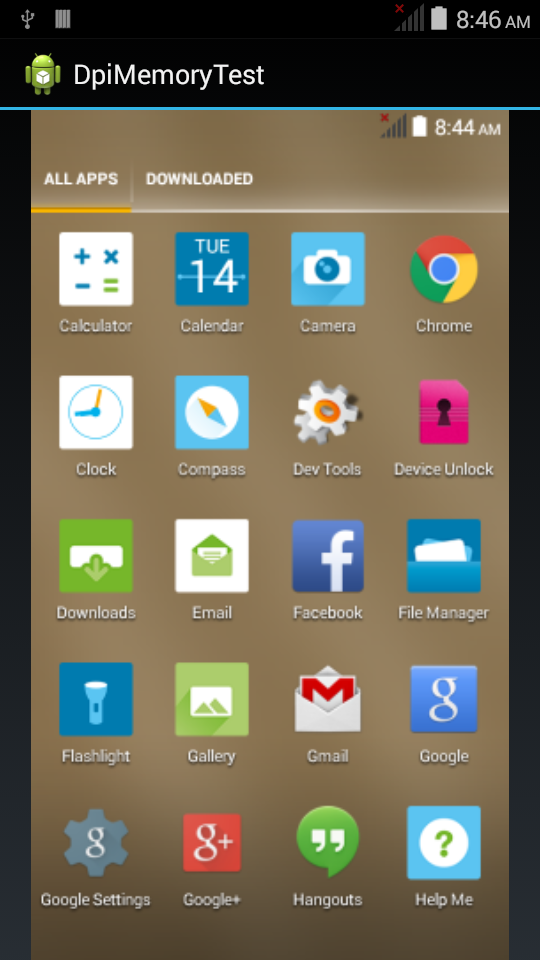 8:46 AM
DpiMemoryTest
8:44 AM
ALL APPS DOWNLOADED
TUE
14
Calculator Calendar Camera Chrome
Clock Compass Dev Tools Device Unlock
f
Downloads Email Facebook File Manager
g
Flashlight Gallery Gmail Google
g g+ ?
Google Settings Google+ Hangouts Help Me